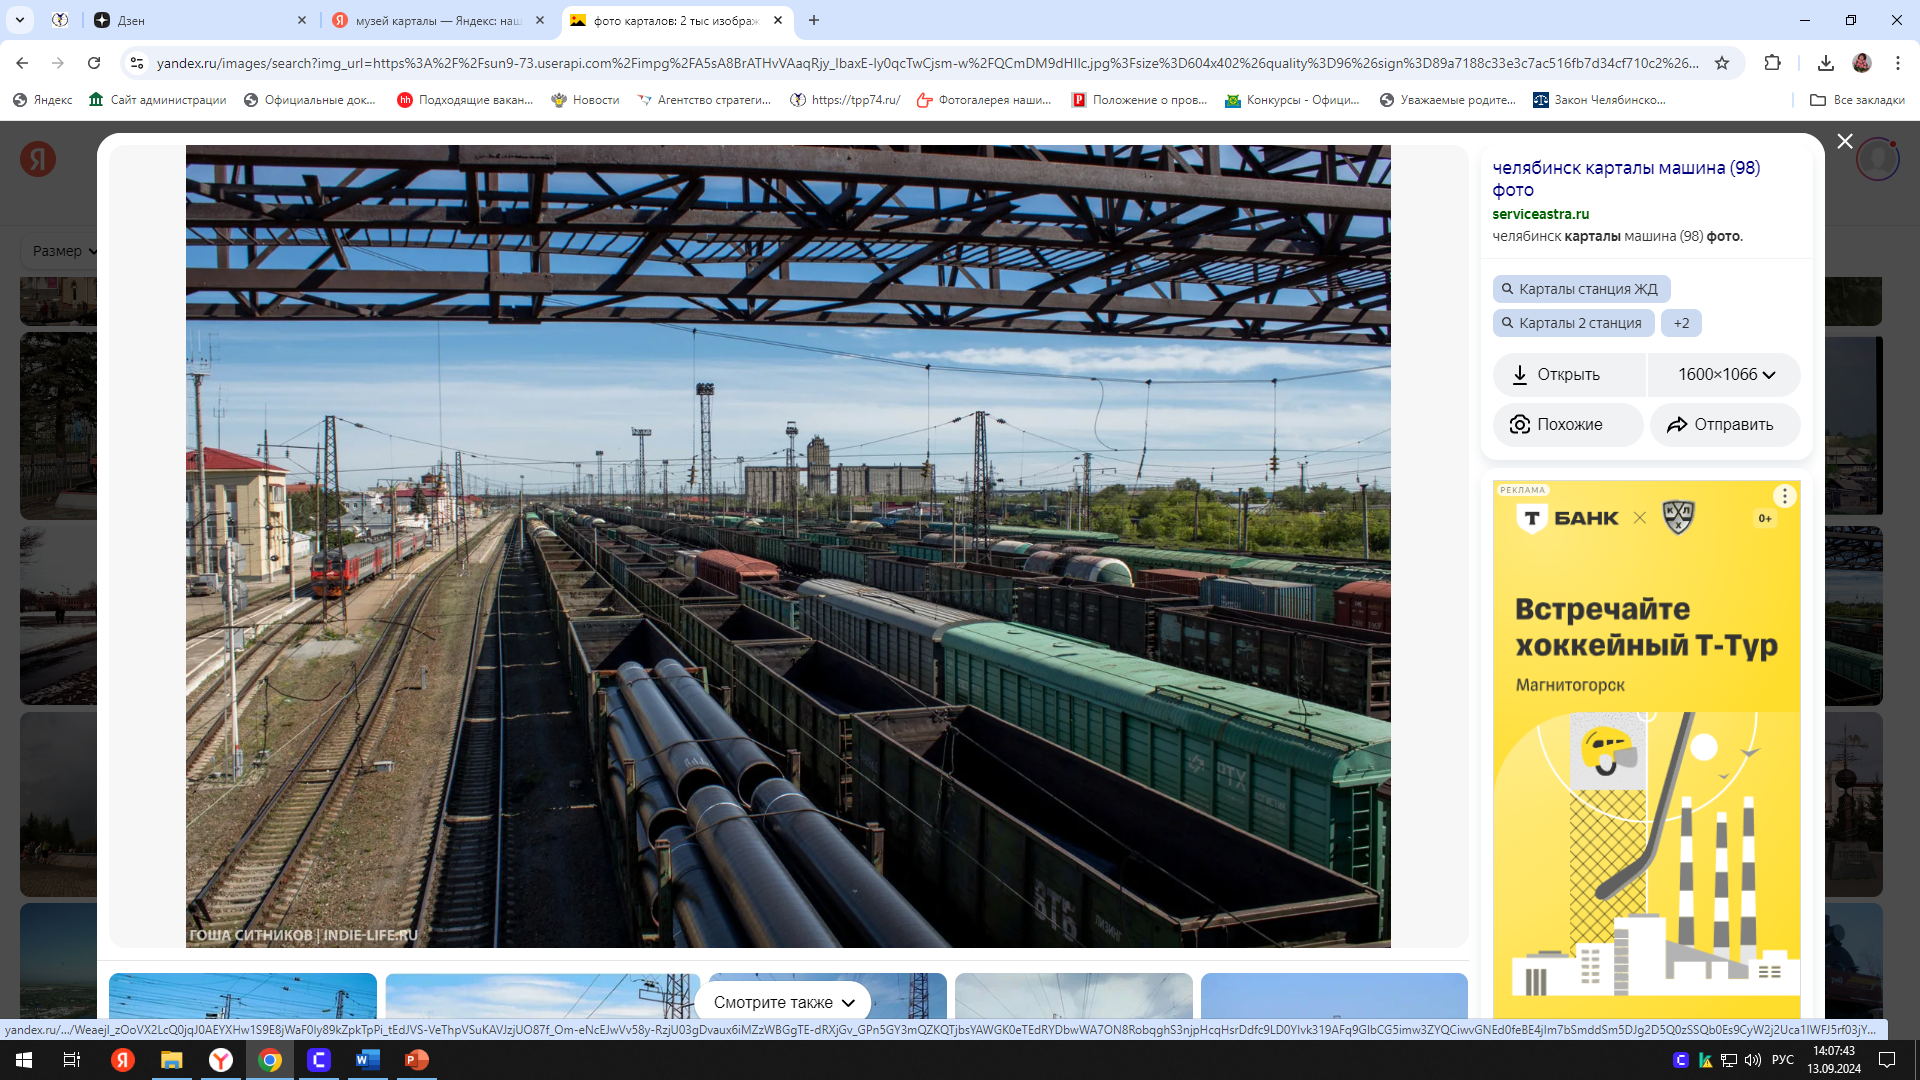 Дзен
музей карталы — Яндекс: наш
фото карталов: 2 тыс изображ
yandex.ru/images/search?img_url=https%3A%2F%2Fsun9-73.userapi.com%2Fimpg%2FA5sA8BrATHvVAaqRjy_lbaxE-ly0qcTwCjsm-w%2FQCmDM9dHIlc.jpg%3Fsize%3D604x402%26quality%3D96%26sign%3D89a7188c33e3c7ac516fb7d34cf710c2%26...
Яндекс
Сайт администрации
Официальные док...
Подходящие вакан...
Новости
Агентство стратеги...
https://tpp74.ru/
Фотогалерея наши...
Положение о пров...
Конкурсы - Офици...
Уважаемые родите...
Закон Челябинско...
Все закладки
Я
Размер
челябинск карталы машина (98)
фото
serviceastra.ru
челябинск карталы машина (98) фото.
Карталы станция ЖД
Карталы 2 станция
+2
Открыть
1600×1066
Похожие
Отправить
РЕКЛАМА
Т БАНК × КХЛ
0+
Встречайте
хоккейный Т-Тур
Магнитогорск
РТХ
ВТБ
ЛИЗИНГ
ГОША СИТНИКОВ | INDIE-LIFE.RU
Смотрите также
РУС
14:07:43
13.09.2024